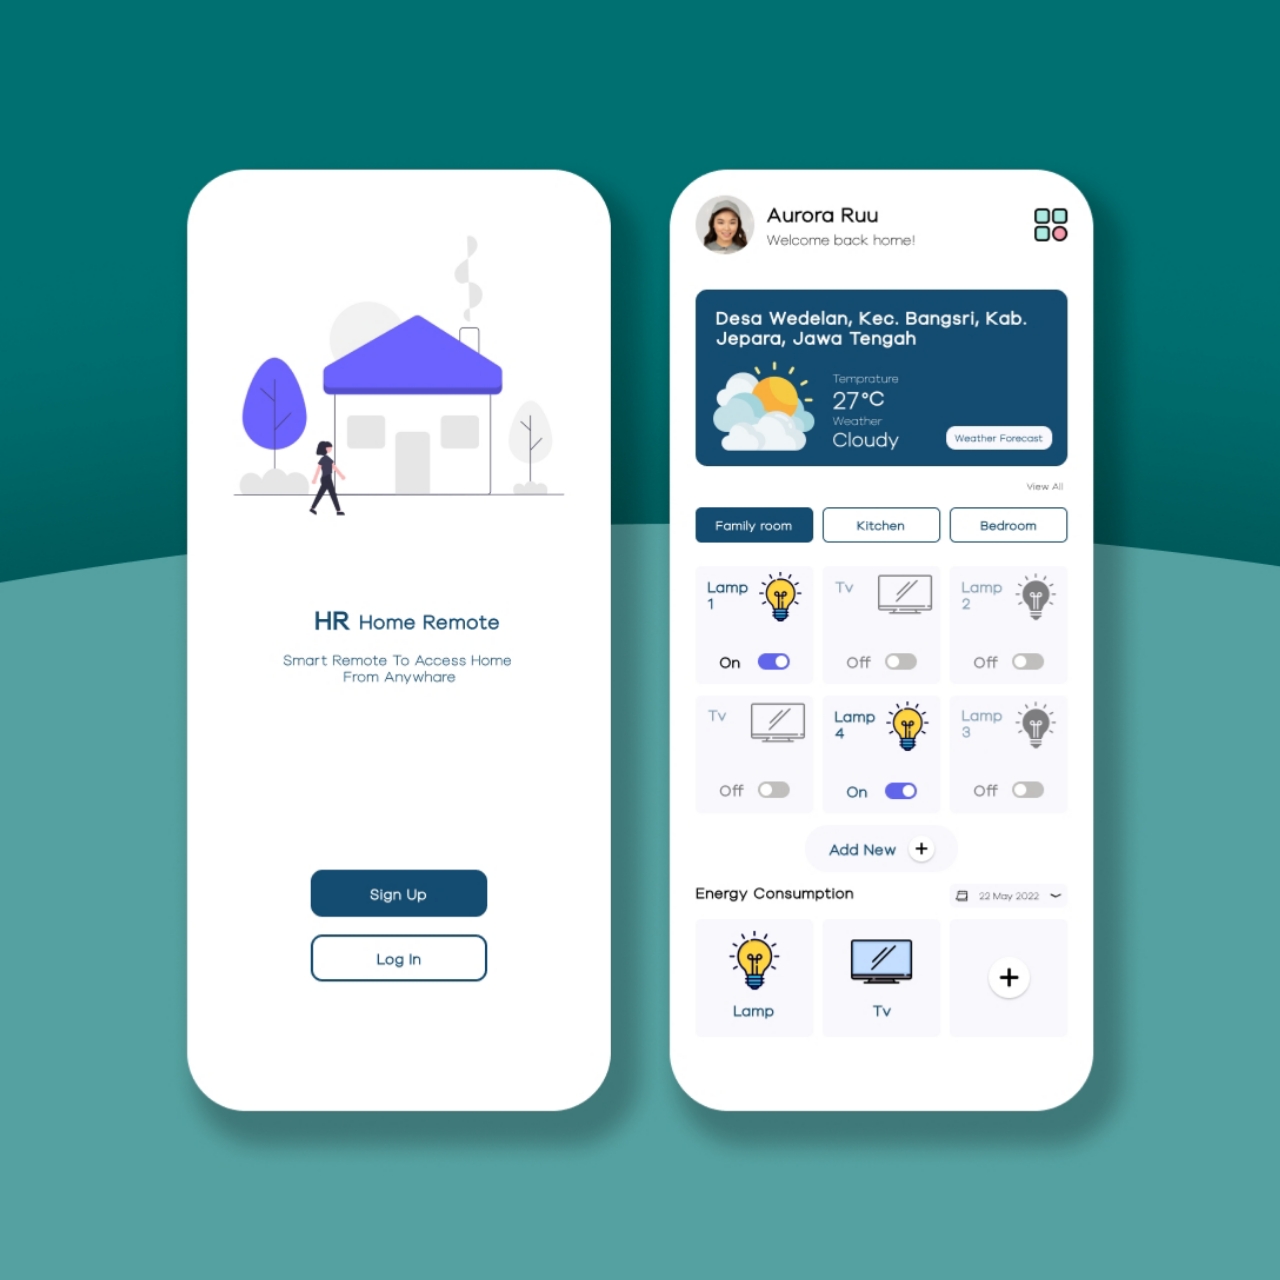 HR Home Remote
Smart Remote To Access Home
From Anywhare
Sign Up
Log In
Aurora Ruu
Welcome back home!
Desa Wedelan, Kec. Bangsri, Kab.
Jepara, Jawa Tengah
Temprature
27°C
Weather
Cloudy
Weather Forecast
View All
Family room
Kitchen
Bedroom
Lamp
1
On
Tv
Off
Lamp
2
Off
Tv
Off
Lamp
4
On
Lamp
3
Off
Add New +
Energy Consumption
22 May 2022
Lamp
Tv
+